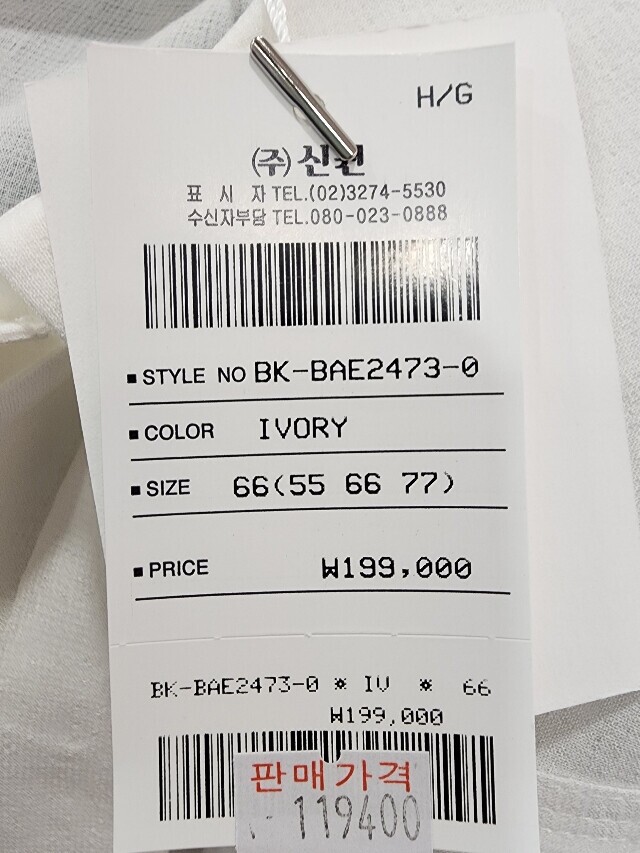 H/G
(주)신원
표 시 자 TEL.(02)3274-5530
수신자부담 TEL.080-023-0888
■ STYLE NO BK-BAE2473-0
■ COLOR IVORY
■ SIZE 66(55 66 77)
■ PRICE ₩199,000
BK-BAE2473-0 * IV * 66
₩199,000
판매가격
119400